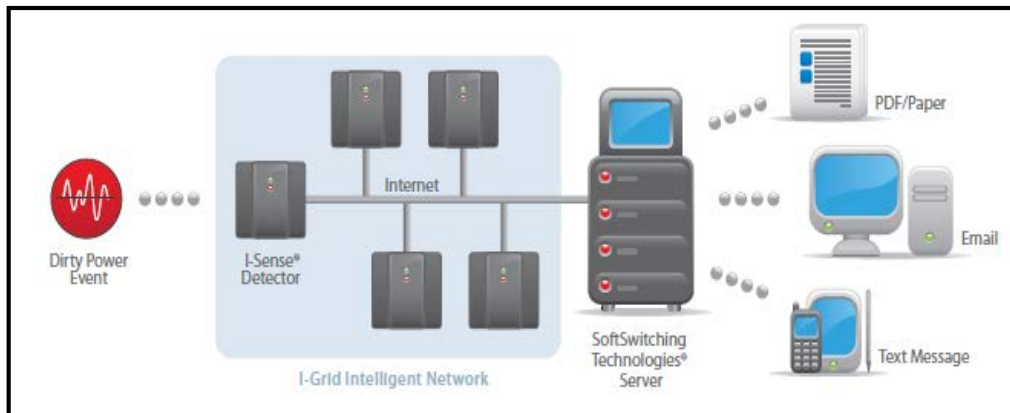 Dirty Power
Event
I-Sense®
Detector
Internet
I-Grid Intelligent Network
SoftSwitching
Technologies®
Server
PDF/Paper
Email
Text Message